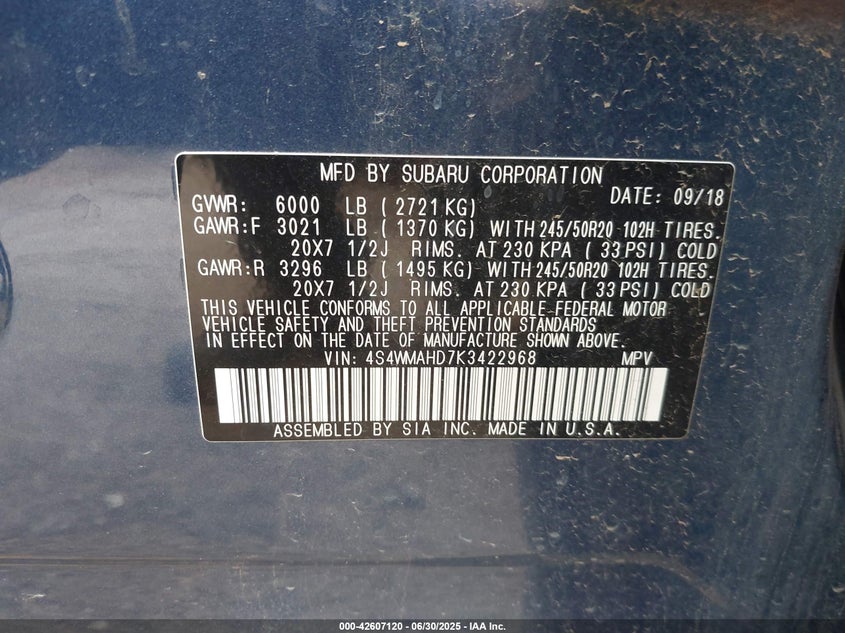 MFD BY SUBARU CORPORATION
DATE: 09/18
GVWR: 6000 LB ( 2721 KG)
GAWR:F 3021 LB ( 1370 KG) WITH 245/50R20 102H TIRES.
20X7 1/2J RIMS. AT 230 KPA ( 33 PSI) COLD
GAWR:R 3296 LB ( 1495 KG) WITH 245/50R20 102H TIRES.
20X7 1/2J RIMS. AT 230 KPA ( 33 PSI) COLD
THIS VEHICLE CONFORMS TO ALL APPLICABLE FEDERAL MOTOR
VEHICLE SAFETY AND THEFT PREVENTION STANDARDS
IN EFFECT ON THE DATE OF MANUFACTURE SHOWN ABOVE.
VIN: 4S4WMAHD7K3422968 MPV
ASSEMBLED BY SIA INC. MADE IN U.S.A.
000-42607120 - 06/30/2025 - IAA Inc.